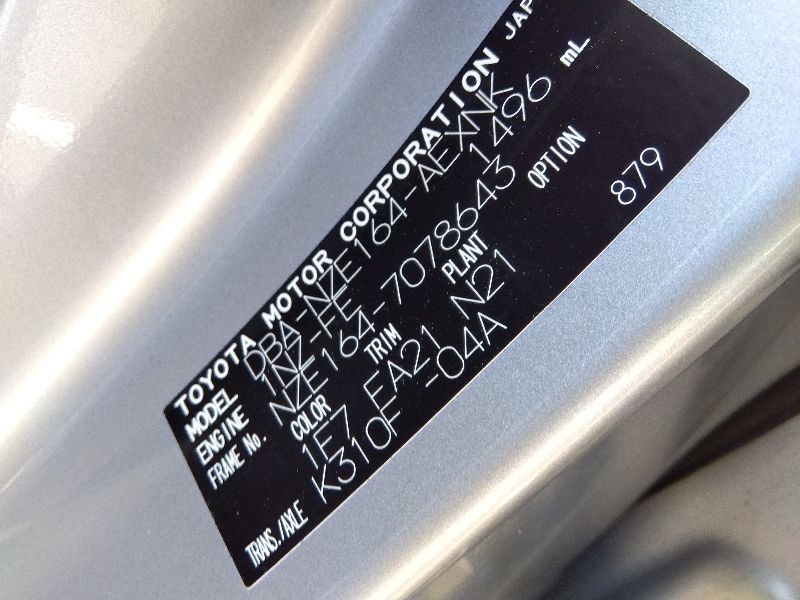 TOYOTA MOTOR CORPORATION JAP
MODEL DBA-NZE164-AEXNK
ENGINE 1NZ-FE 1496 mL
FRAME No. NZE164-7078643
COLOR TRIM PLANT OPTION
1F7 FA21 N21 879
TRANS./AXLE K310F -04A